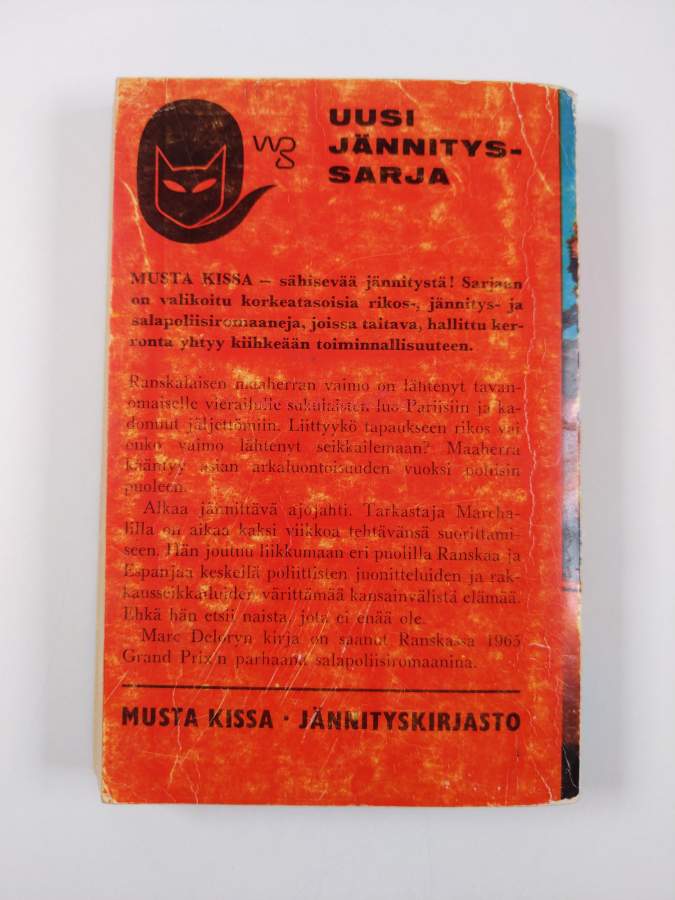 UUSI
JÄNNITYS-
SARJA
WS
MUSTA KISSA — sähisevää jännitystä! Sarjaan
on valikoitu korkeatasoisia rikos-, jännitys- ja
salapoliisiromaaneja, joissa taitava, hallittu ker-
ronta yhtyy kiihkeään toiminnallisuuteen.
Ranskalaisen maaherran vaimo on lähtenyt tavan-
omaiselle vierailulle sukulaisten luo Pariisiin ja ka-
donnut jäljettömiin. Liittyykö tapaukseen rikos vai
onko vaimo lähtenyt seikkailemaan? Maaherra
kääntyy asian arkaluontoisuuden vuoksi poliisin
puoleen.
Alkaa jännittävä ajojahti. Tarkastaja Marcha-
lilla on aikaa kaksi viikkoa tehtävänsä suorittami-
seen. Hän joutuu liikkumaan eri puolilla Ranskaa ja
Espanjaa keskellä poliittisten juonitteluiden ja rak-
kausseikkailuiden värittämää kansainvälistä elämää.
Ehkä hän etsii naista, jota ei enää ole.
Marc Deloryn kirja on saanut Ranskassa 1965
Grand Prix'n parhaana salapoliisiromaanina.
MUSTA KISSA · JÄNNITYSKIRJASTO